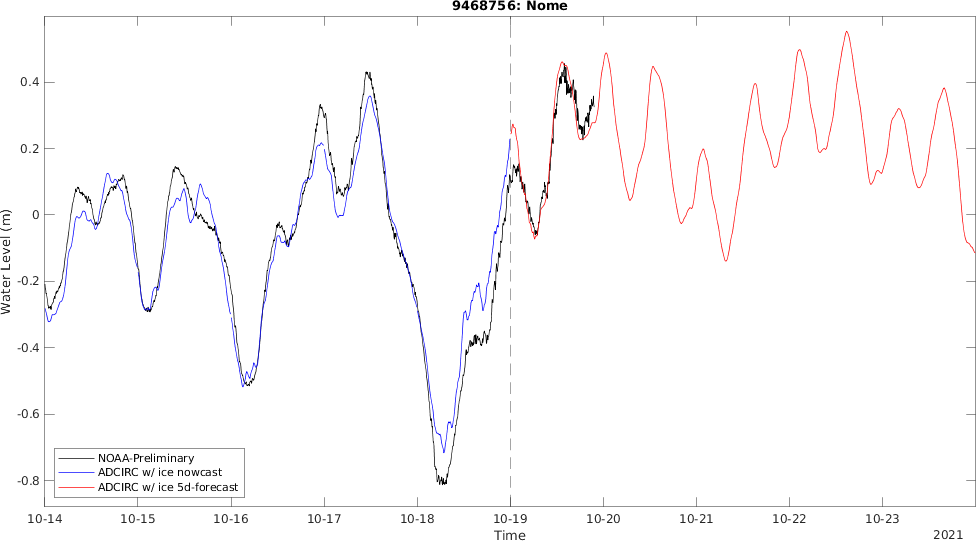 9468756: Nome
Water Level (m)
0.4
0.2
0
-0.2
-0.4
-0.6
-0.8
NOAA-Preliminary
ADCIRC w/ ice nowcast
ADCIRC w/ ice 5d-forecast
10-14 10-15 10-16 10-17 10-18 10-19 10-20 10-21 10-22 10-23
Time
2021